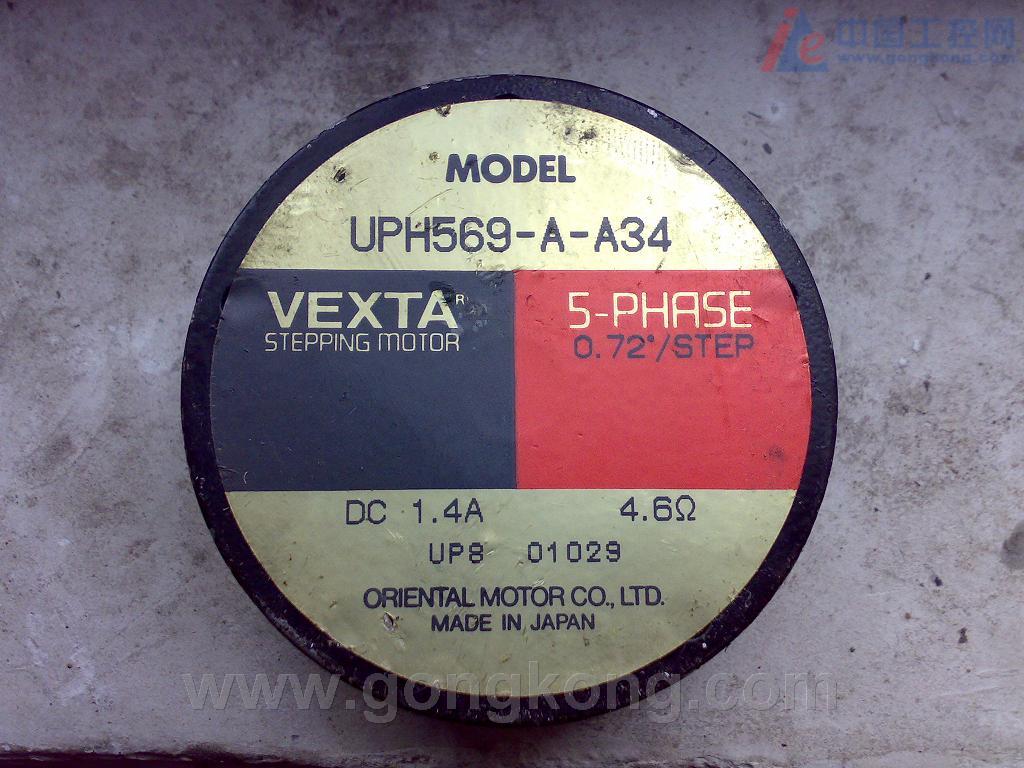 中国工控网
www.gongkong.com
MODEL
UPH569-A-A34
VEXTA®
STEPPING MOTOR
5-PHASE
0.72°/STEP
DC 1.4A 4.6Ω
UP8 01029
ORIENTAL MOTOR CO., LTD.
MADE IN JAPAN
www.gongkong.com